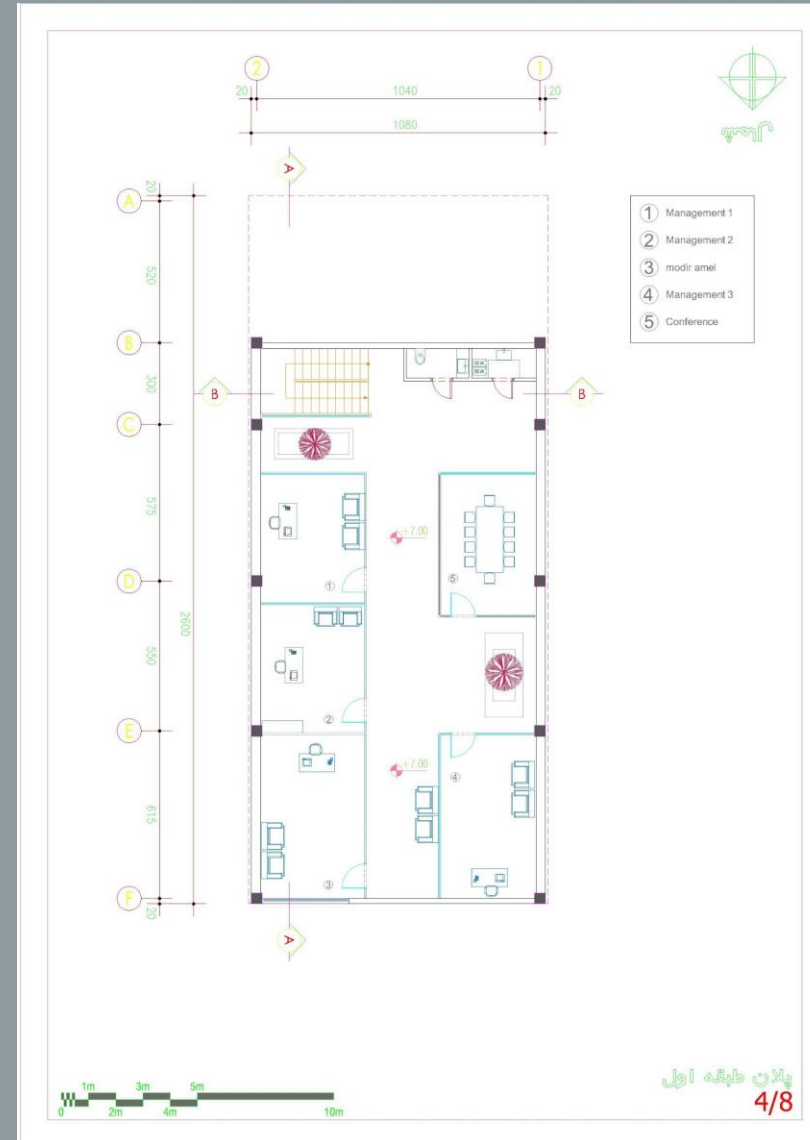 2
1
20
1040
20
1080
شمال
A
A
20
520
B
300
C
575
D
2600
550
E
615
F
20
1 Management 1
2 Management 2
3 modir amel
4 Management 3
5 Conference
B
B
+7.00
1
5
2
+7.00
4
3
A
1m 3m 5m
0 2m 4m 10m
پلان طبقه اول
4/8